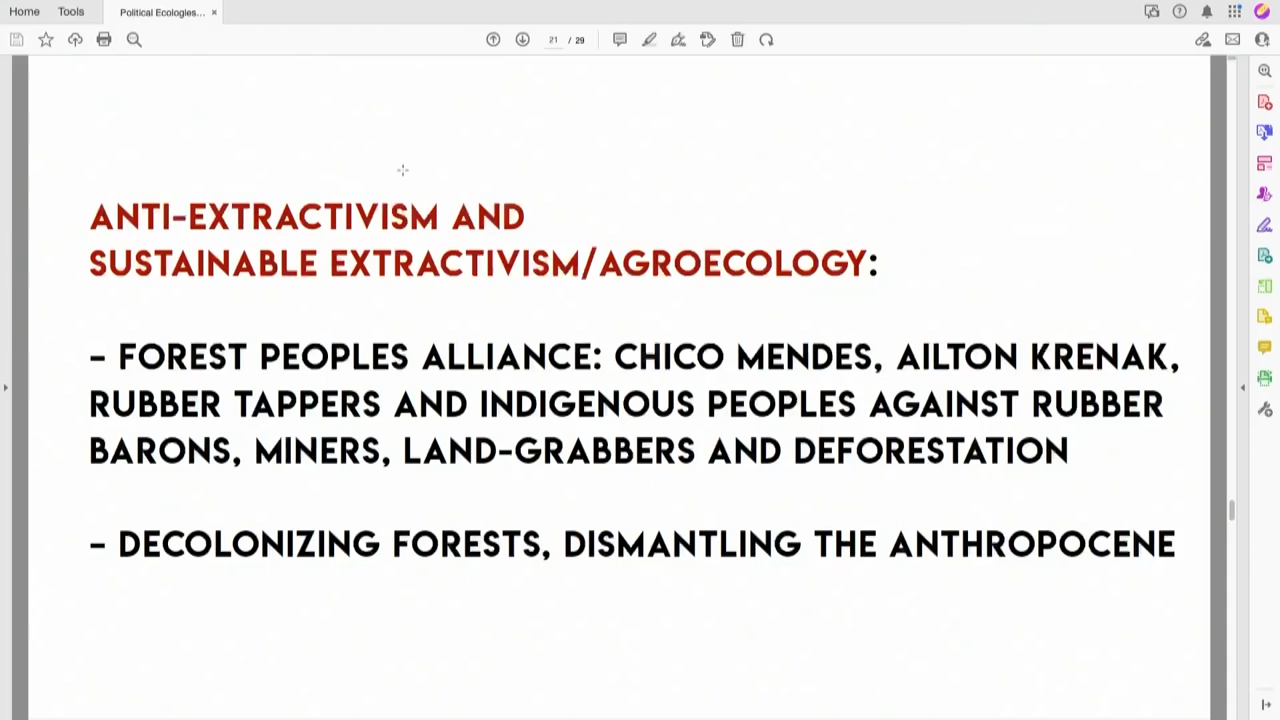 Home
Tools
Political Ecologies...
21 / 29
ANTI-EXTRACTIVISM AND
SUSTAINABLE EXTRACTIVISM/AGROECOLOGY:
– FOREST PEOPLES ALLIANCE: CHICO MENDES, AILTON KRENAK,
RUBBER TAPPERS AND INDIGENOUS PEOPLES AGAINST RUBBER
BARONS, MINERS, LAND-GRABBERS AND DEFORESTATION
– DECOLONIZING FORESTS, DISMANTLING THE ANTHROPOCENE